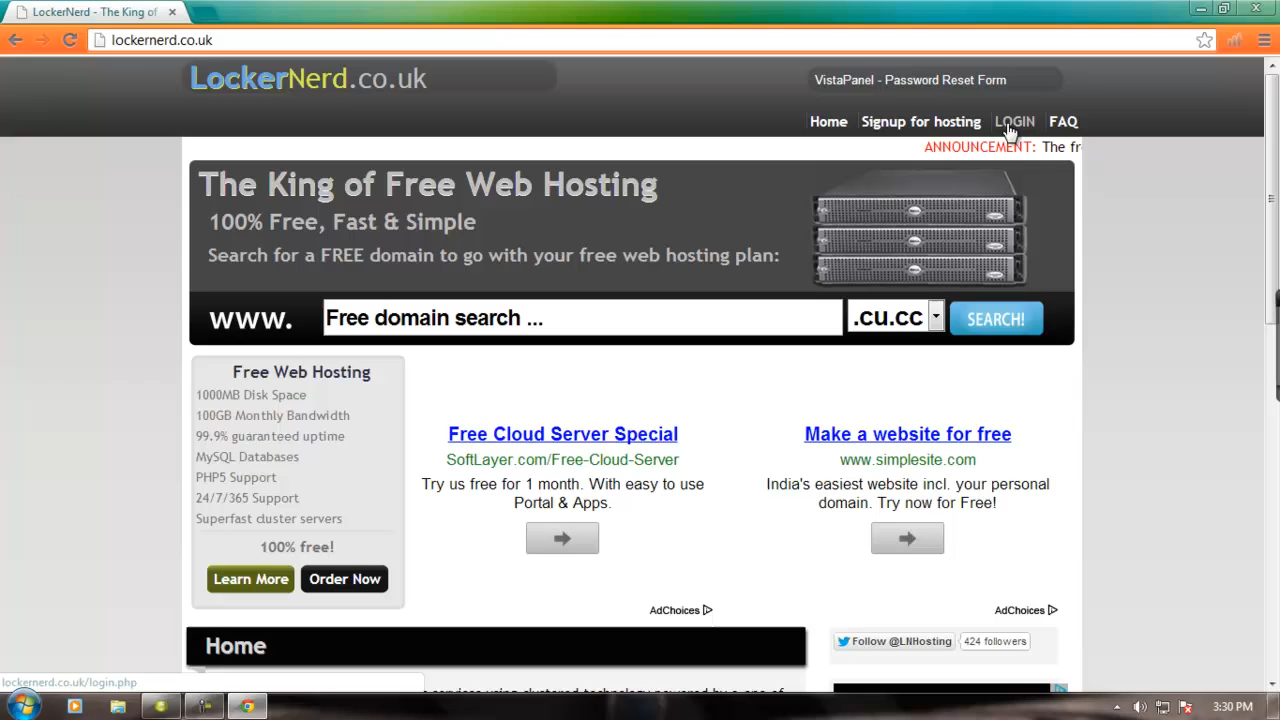 LockerNerd - The King of
lockernerd.co.uk
LockerNerd.co.uk
VistaPanel - Password Reset Form
Home Signup for hosting LOGIN FAQ
ANNOUNCEMENT: The fr
The King of Free Web Hosting
100% Free, Fast & Simple
Search for a FREE domain to go with your free web hosting plan:
www. Free domain search ... .cu.cc SEARCH!
Free Web Hosting
1000MB Disk Space
100GB Monthly Bandwidth
99.9% guaranteed uptime
MySQL Databases
PHP5 Support
24/7/365 Support
Superfast cluster servers
100% free!
Learn More Order Now
Free Cloud Server Special
SoftLayer.com/Free-Cloud-Server
Try us free for 1 month. With easy to use
Portal & Apps.
AdChoices
Make a website for free
www.simplesite.com
India's easiest website incl. your personal
domain. Try now for Free!
AdChoices
Home
Follow @LNHosting 424 followers
lockernerd.co.uk/login.php
3:30 PM